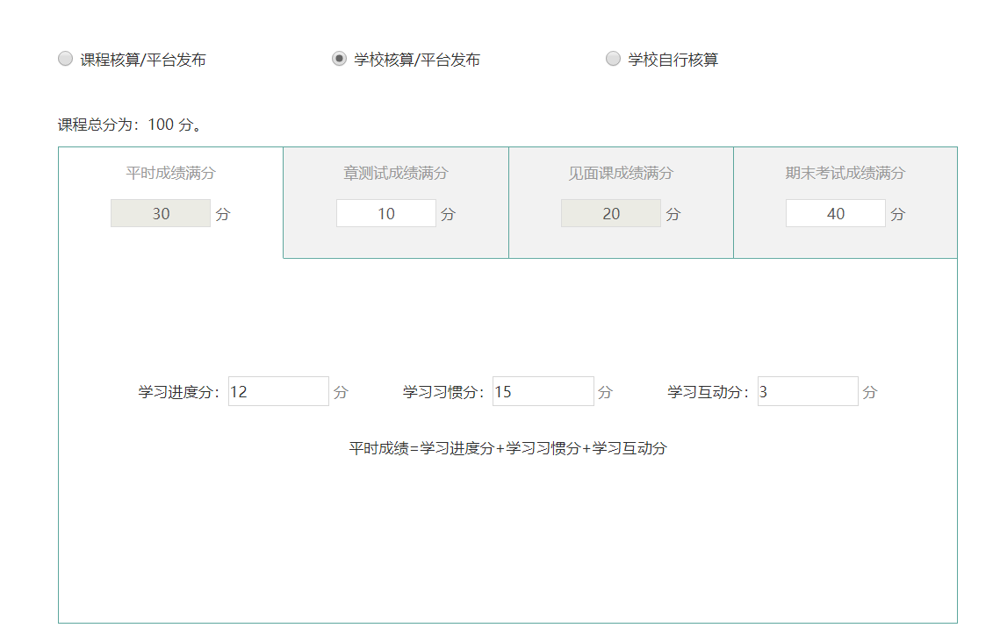 课程核算/平台发布 学校核算/平台发布 学校自行核算
课程总分为：100 分。
平时成绩满分 章测试成绩满分 见面课成绩满分 期末考试成绩满分
30 分 10 分 20 分 40 分
学习进度分：12 分 学习习惯分：15 分 学习互动分：3 分
平时成绩=学习进度分+学习习惯分+学习互动分